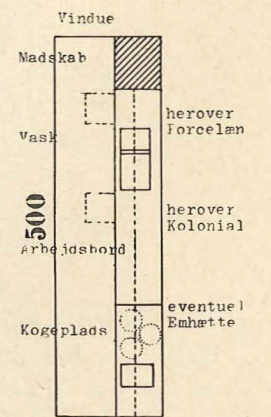 Vindue
Madskab
herover
Porcelæn
Vask
herover
Kolonial
500
Arbejdsbord
eventuel
Emhætte
Kogeplads